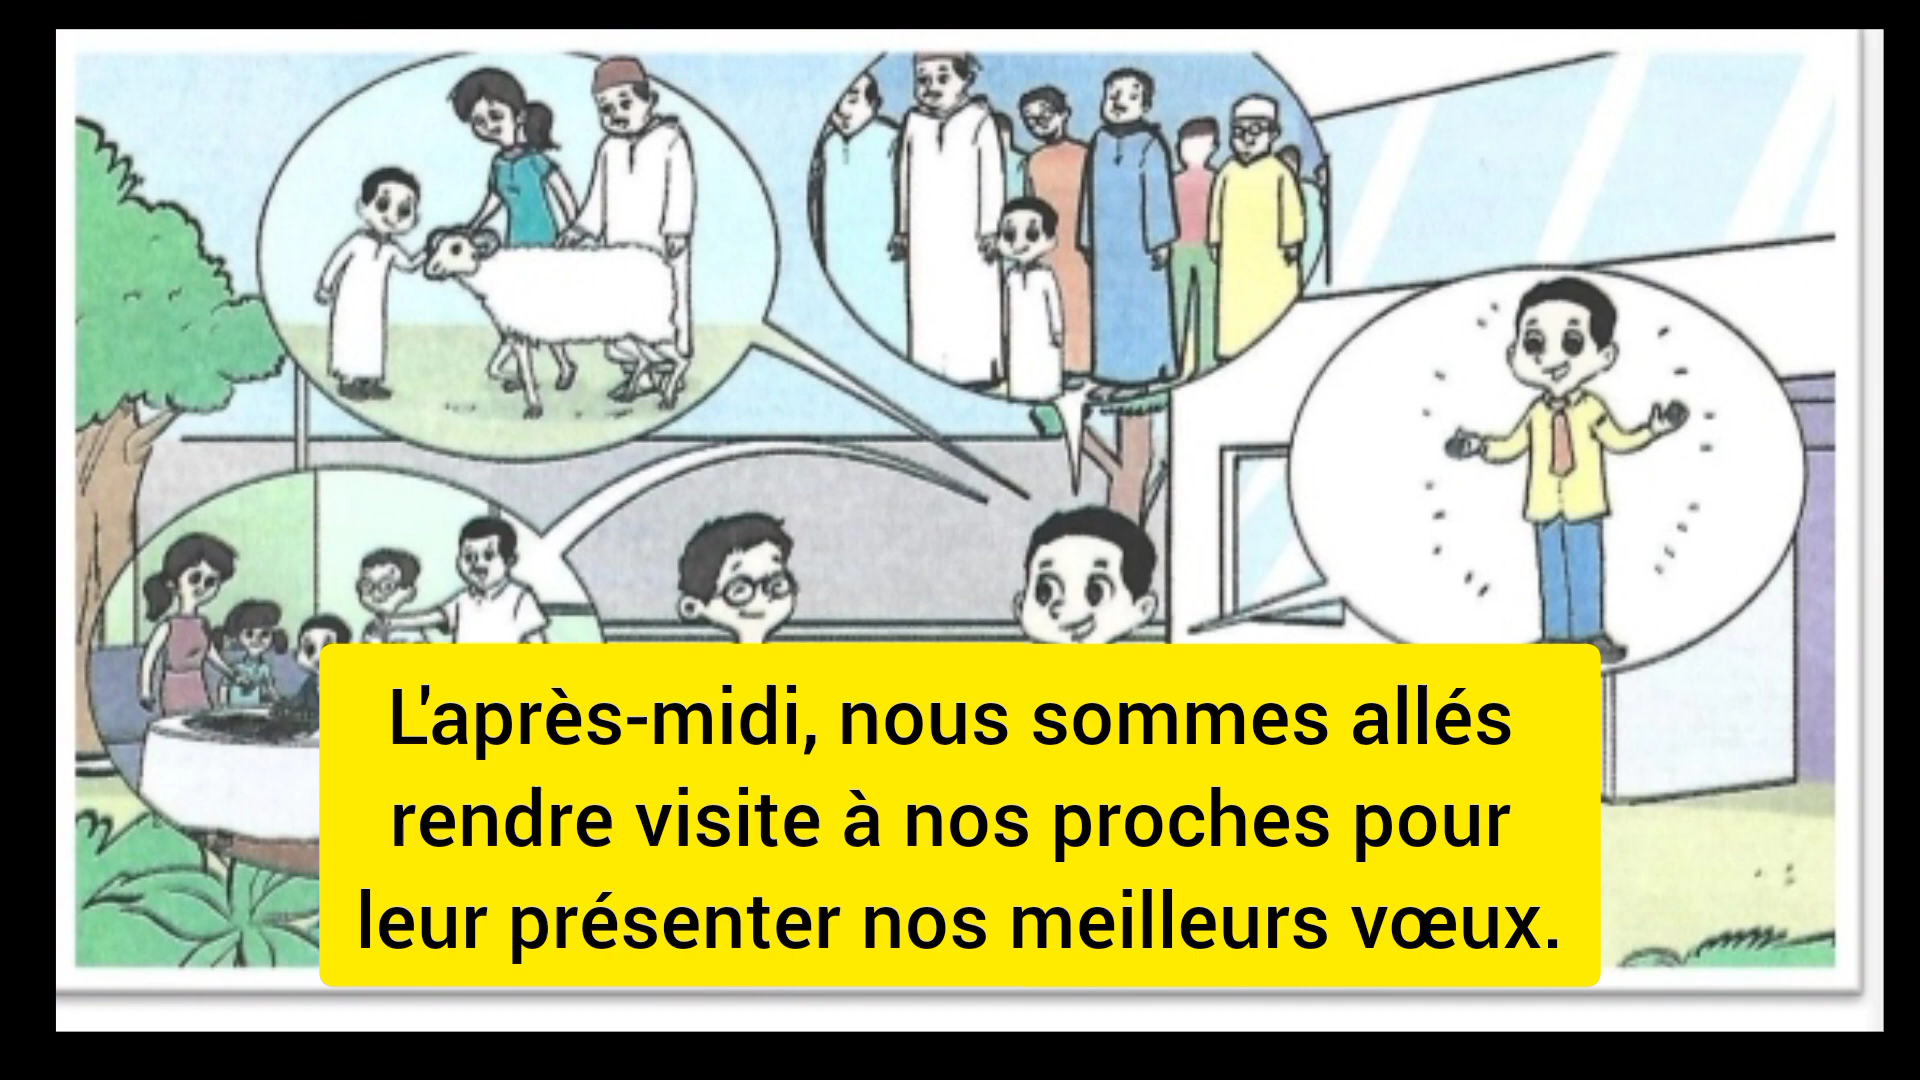 L'après-midi, nous sommes allés
rendre visite à nos proches pour
leur présenter nos meilleurs vœux.